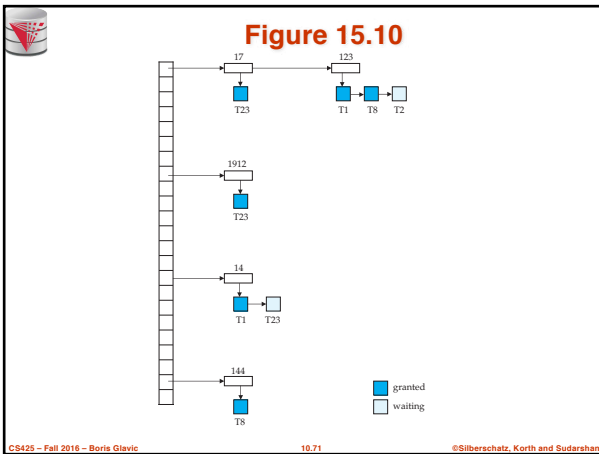 Figure 15.10
17 123
T23 T1 T8 T2
1912
T23
14
T1 T23
144
granted
waiting
T8
CS425 – Fall 2016 – Boris Glavic 10.71 ©Silberschatz, Korth and Sudarshan